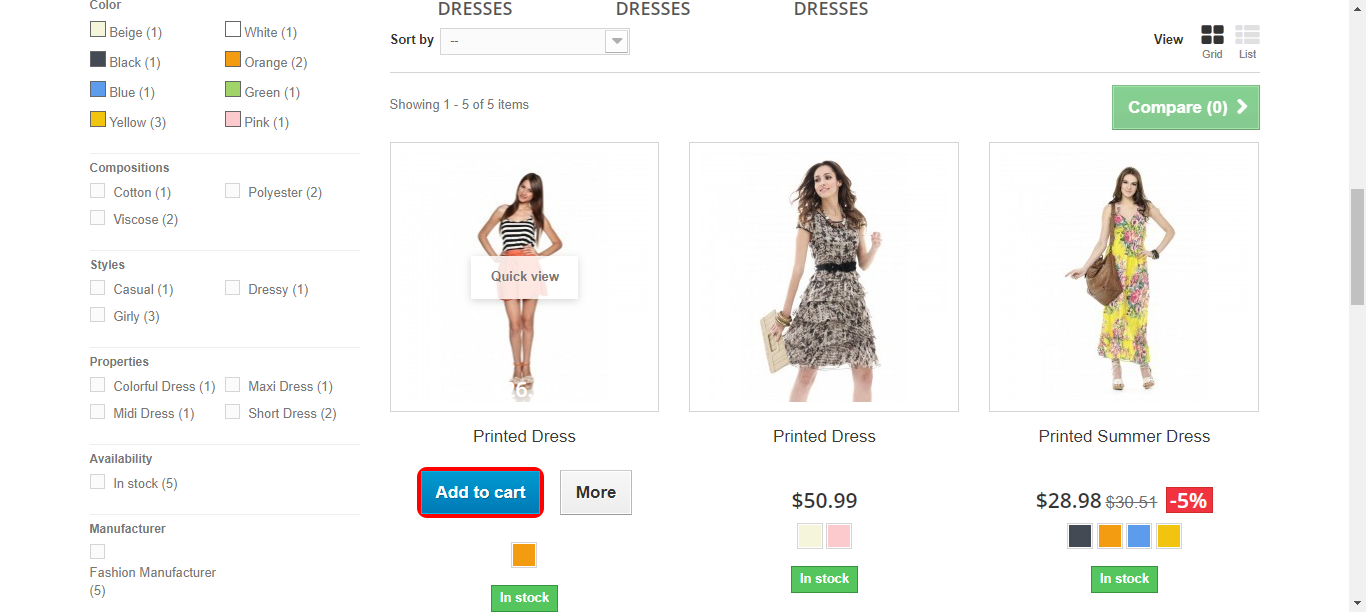 Color
Beige (1)
White (1)
Black (1)
Orange (2)
Blue (1)
Green (1)
Yellow (3)
Pink (1)
Compositions
Cotton (1)
Polyester (2)
Viscose (2)
Styles
Casual (1)
Dressy (1)
Girly (3)
Properties
Colorful Dress (1)
Maxi Dress (1)
Midi Dress (1)
Short Dress (2)
Availability
In stock (5)
Manufacturer
Fashion Manufacturer
(5)
DRESSES
DRESSES
DRESSES
Sort by
--
View
Grid
List
Showing 1 - 5 of 5 items
Compare (0)
Quick view
Printed Dress
Add to cart
More
In stock
Printed Dress
$50.99
In stock
Printed Summer Dress
$28.98 $30.51 -5%
In stock